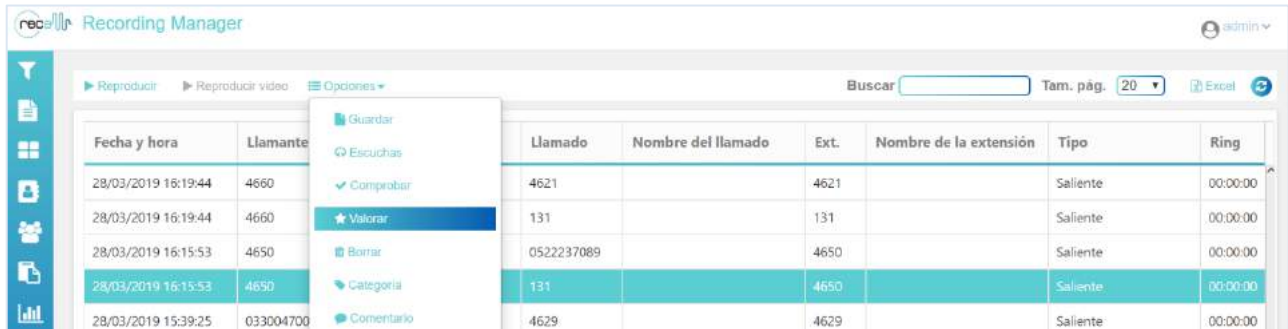 recall Recording Manager
admin
Reproducir Reproducir video Opciones Buscar Tam. pág. 20 Excel
Guardar
Fecha y hora Llamante Llamado Nombre del llamado Ext. Nombre de la extensión Tipo Ring
Escuchas
28/03/2019 16:19:44 4660 Comprobar 4621 4621 Saliente 00:00:00
28/03/2019 16:19:44 4660 Valorar 131 131 Saliente 00:00:00
28/03/2019 16:15:53 4650 Borrar 0522237089 4650 Saliente 00:00:00
28/03/2019 16:15:53 4650 Categoría 131 4650 Saliente 00:00:00
28/03/2019 15:39:25 033004700 Comentario 4629 4629 Saliente 00:00:00